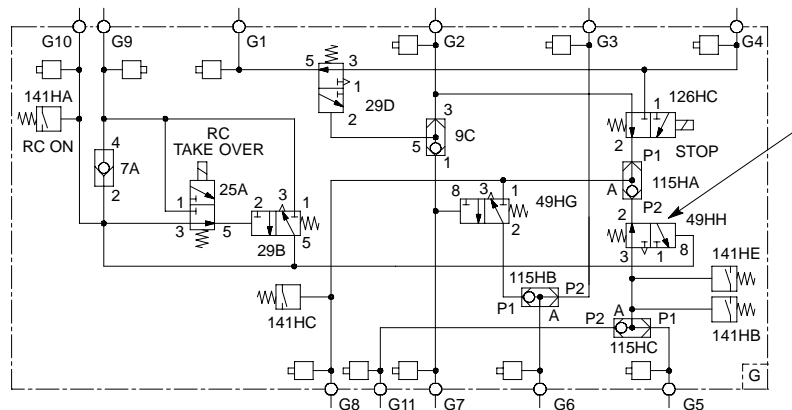 G10 G9 G1 G2 G3 G4
141HA
RC ON
4
7A
2
RC
TAKE OVER
25A
1
3 5
2 3 1
29B 5
5 3
1
2
29D
3
9C
5
1
8 3 1
49HG
2
1
126HC
2
STOP
P1
A 115HA
P2
2 49HH
3 1 8
141HE
141HB
141HC
115HB
P1 P2
A
A
P2 P1
115HC
G
G8 G11 G7 G6 G5